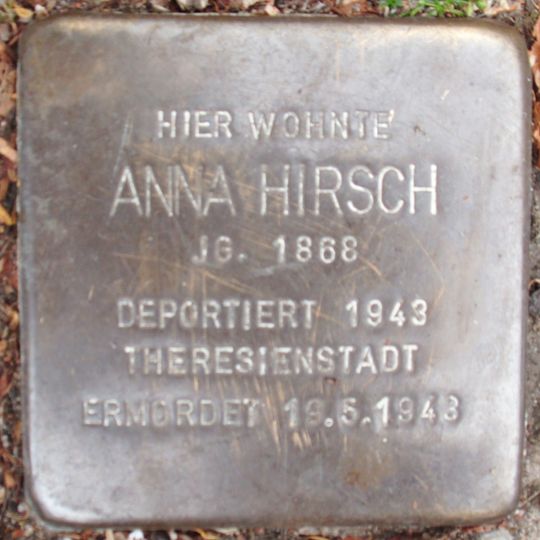 HIER WOHNTE
ANNA HIRSCH
JG. 1868
DEPORTIERT 1943
THERESIENSTADT
ERMORDET 19.5.1943